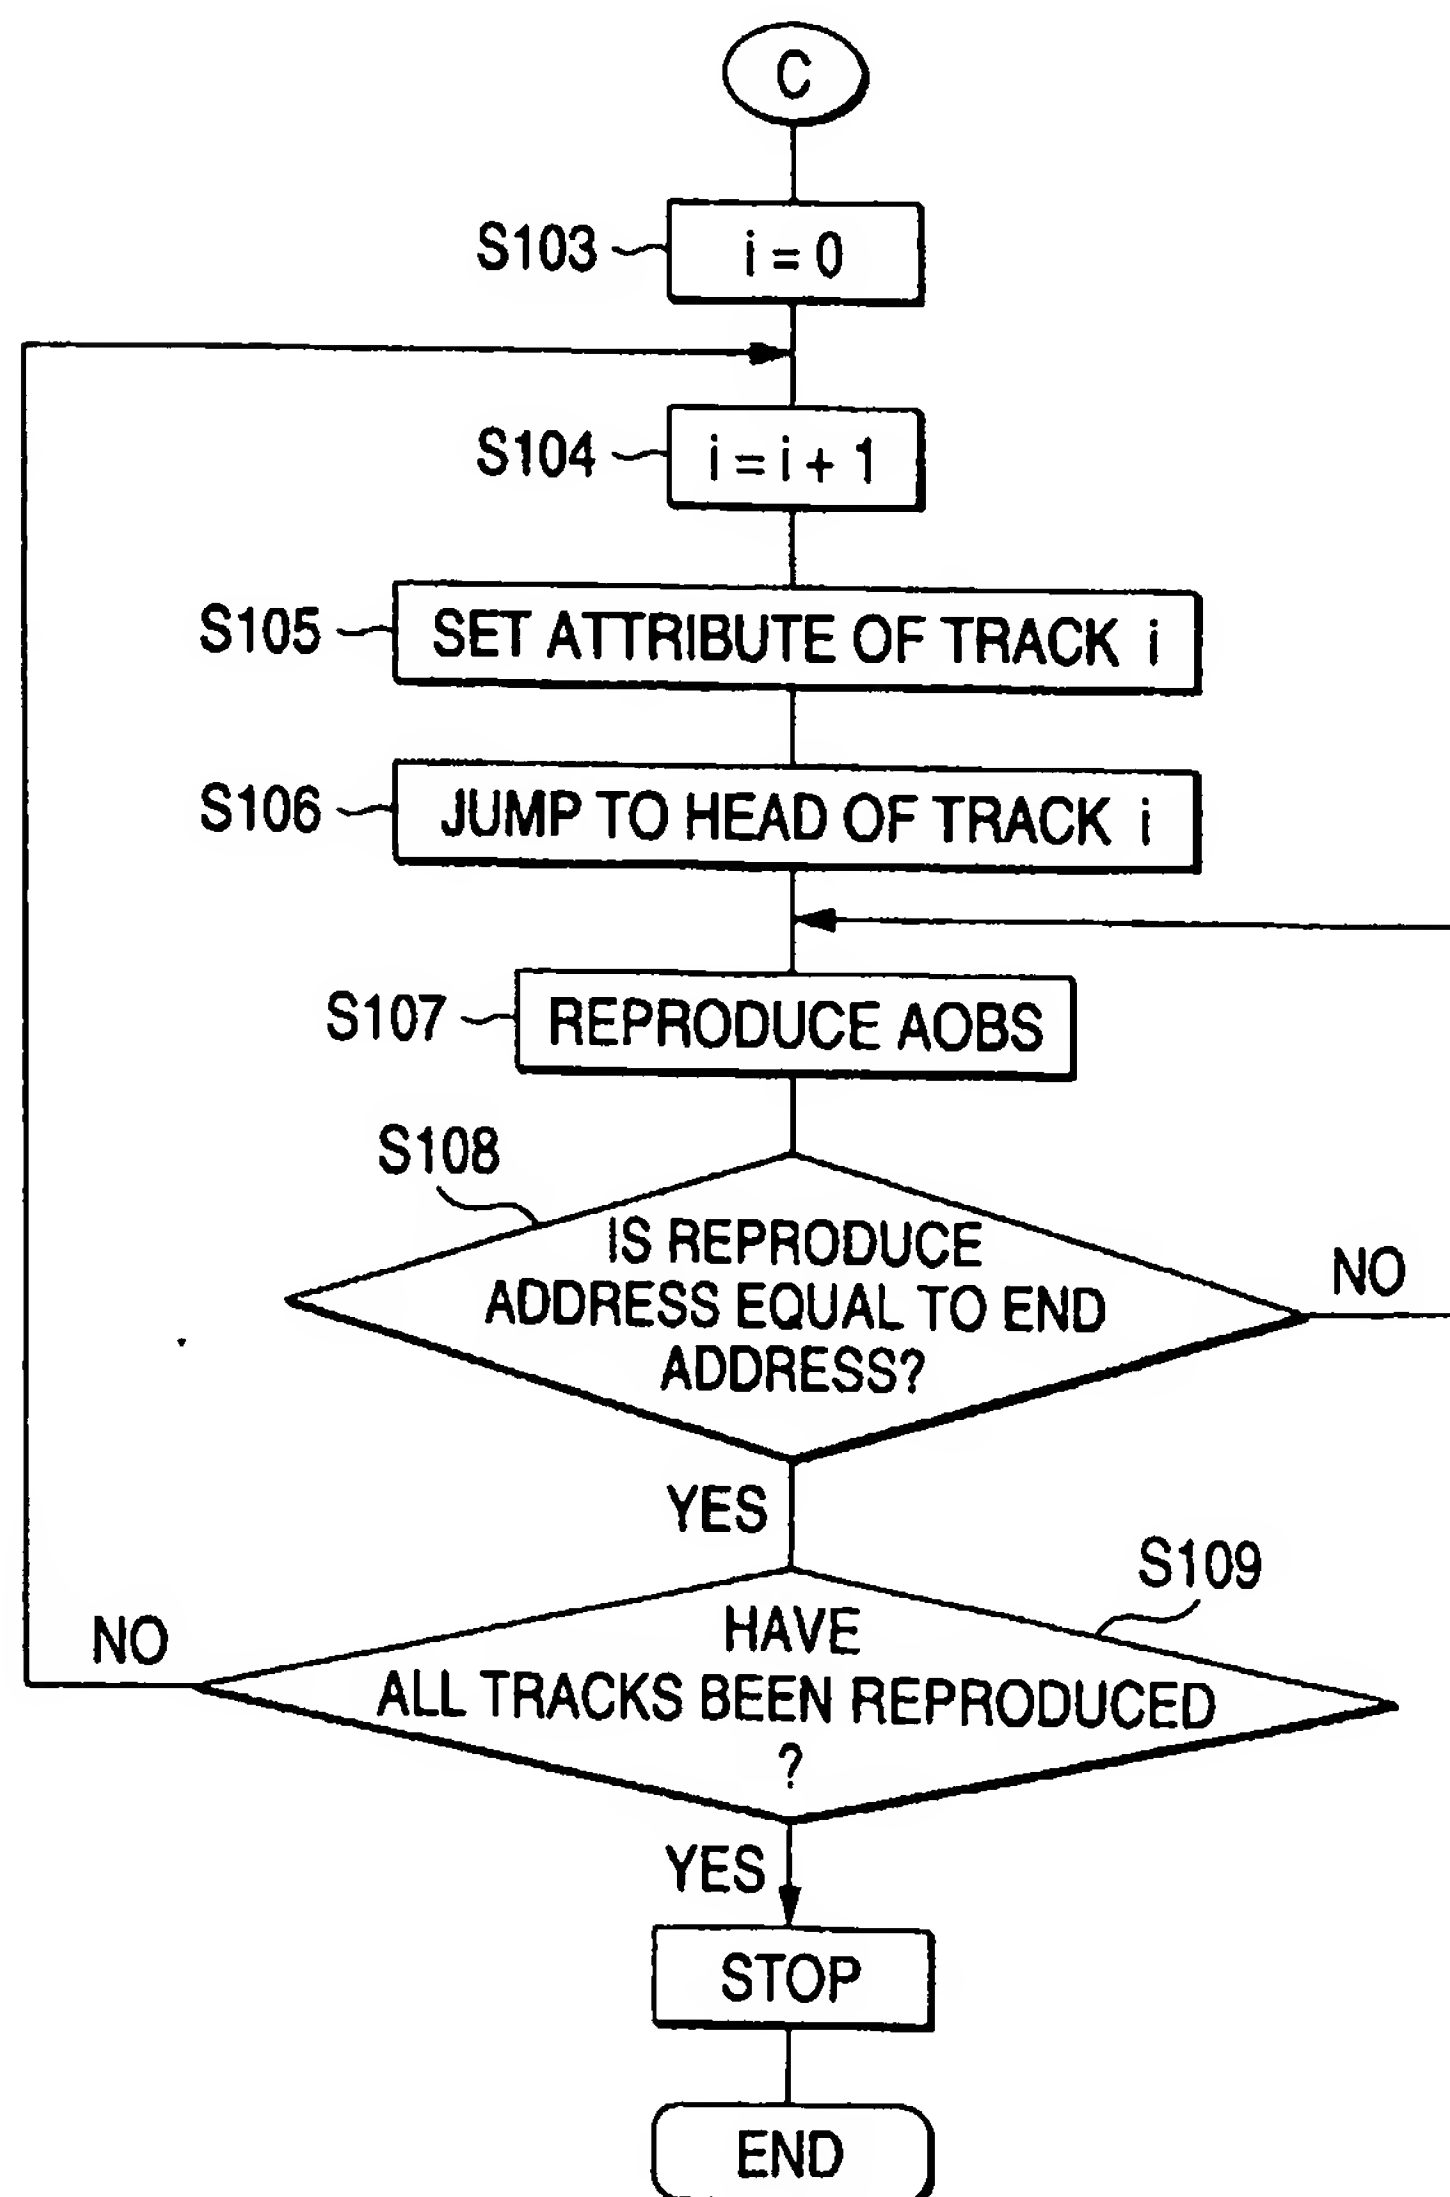 C
S103
i = 0
S104
i = i + 1
S105
SET ATTRIBUTE OF TRACK i
S106
JUMP TO HEAD OF TRACK i
S107
REPRODUCE AOBS
S108
IS REPRODUCE
ADDRESS EQUAL TO END
ADDRESS?
NO
YES
S109
HAVE
ALL TRACKS BEEN REPRODUCED
?
NO
YES
STOP
END